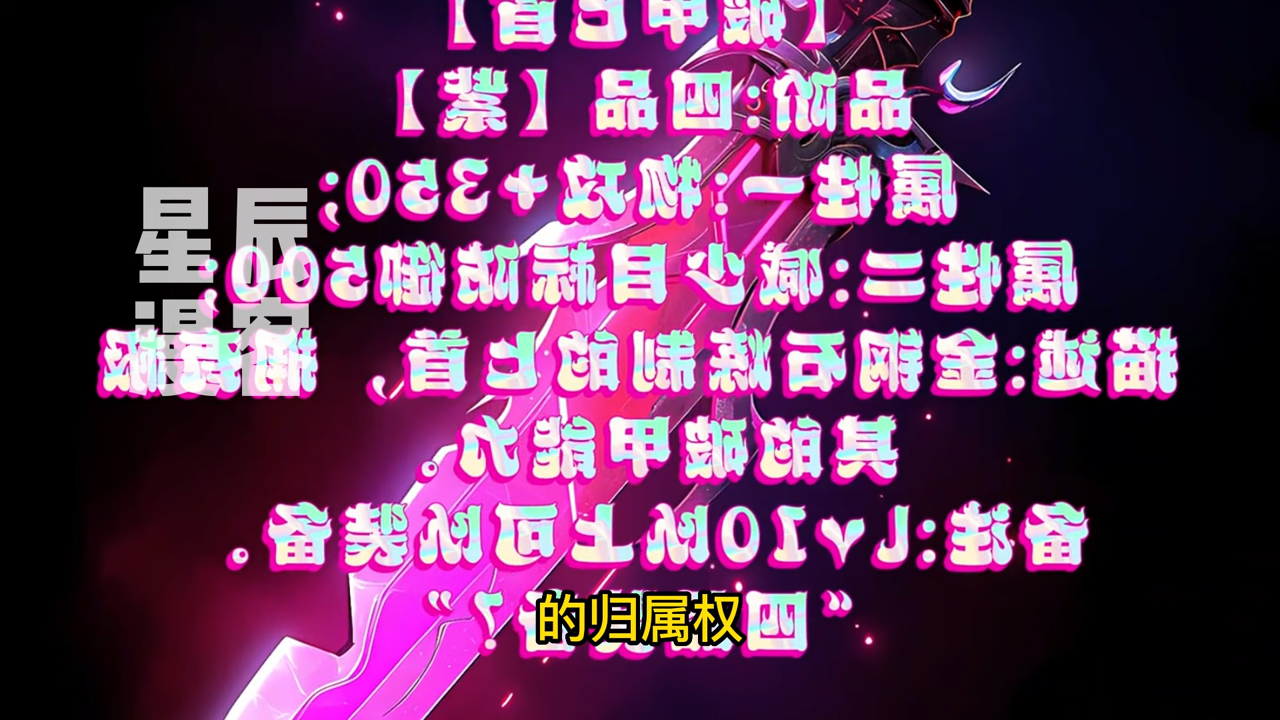 【破甲匕首】
品阶:四品【紫】
属性一:物攻+350;
属性二:减少目标防御500;
描述:金钢石炼制的匕首、拥有极
其的破甲能力。
备注:Lv10以上可以装备.
星辰
漫客
的归属权